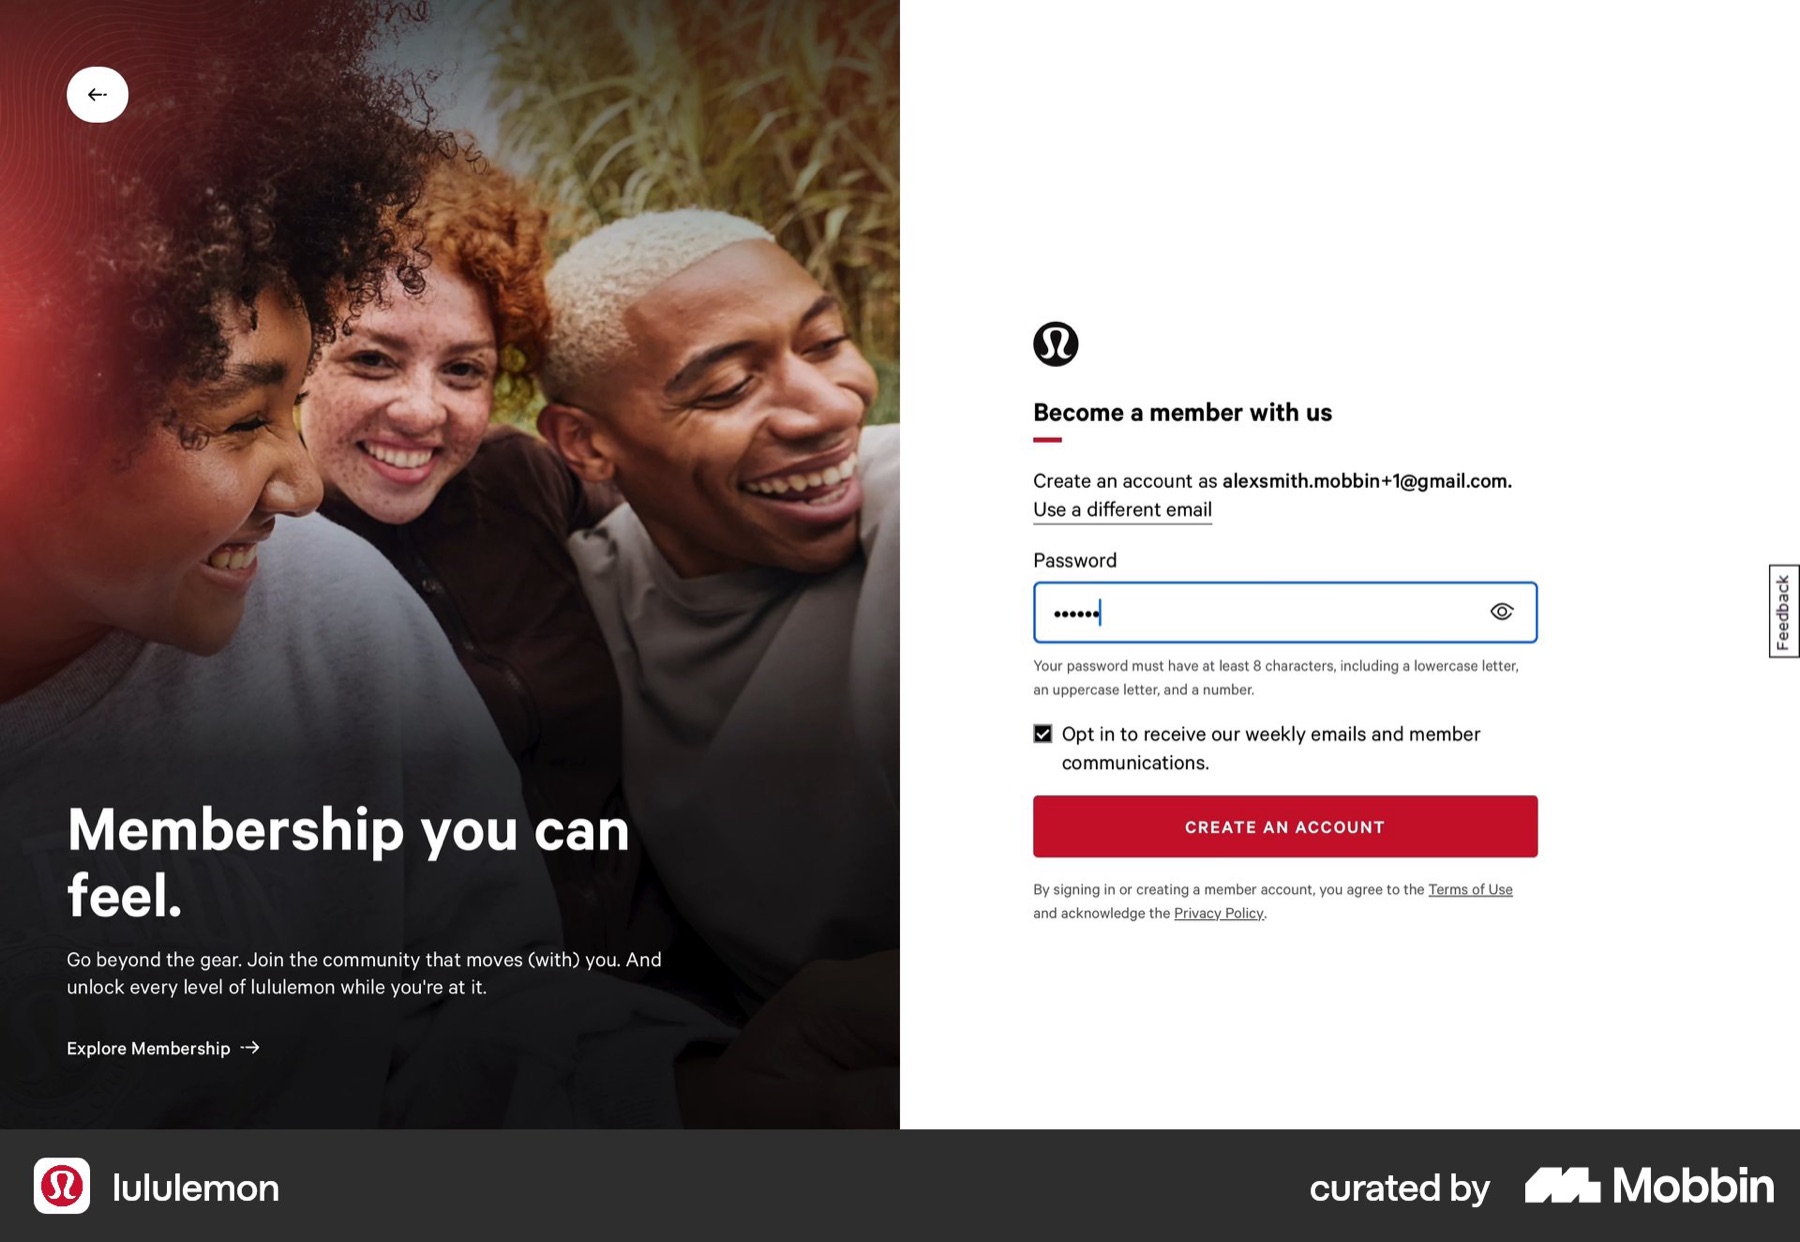 Membership you can
feel.
Go beyond the gear. Join the community that moves (with) you. And
unlock every level of lululemon while you're at it.
Explore Membership
Become a member with us
Create an account as alexsmith.mobbin+1@gmail.com.
Use a different email
Password
••••••
Your password must have at least 8 characters, including a lowercase letter,
an uppercase letter, and a number.
Opt in to receive our weekly emails and member
communications.
CREATE AN ACCOUNT
By signing in or creating a member account, you agree to the Terms of Use
and acknowledge the Privacy Policy.
Feedback
lululemon
curated by Mobbin